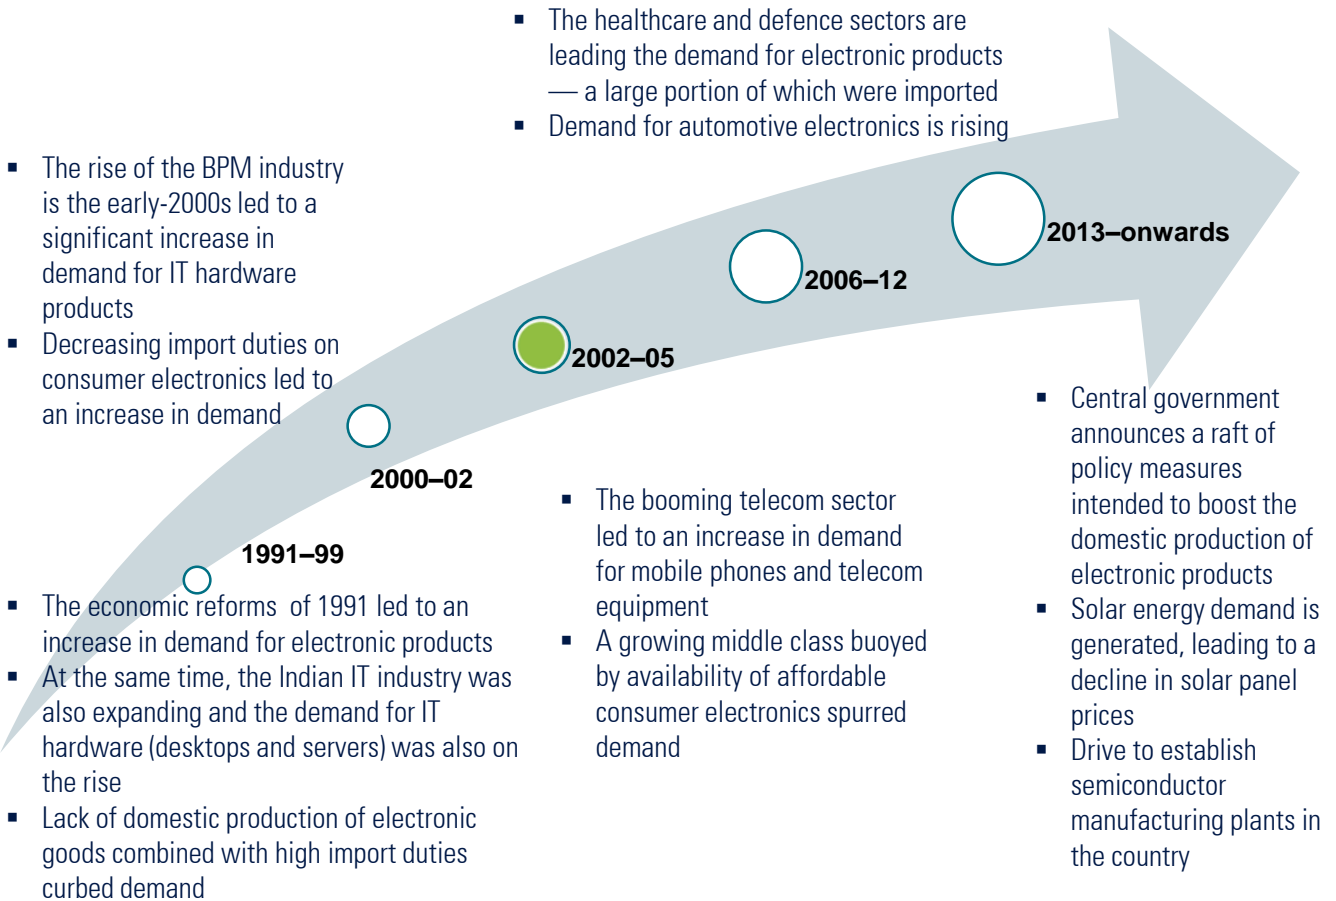 ▪ The healthcare and defence sectors are
leading the demand for electronic products
— a large portion of which were imported
▪ Demand for automotive electronics is rising
▪ The rise of the BPM industry
is the early-2000s led to a
significant increase in
demand for IT hardware
products
▪ Decreasing import duties on
consumer electronics led to
an increase in demand
2013–onwards
2006–12
2002–05
2000–02
1991–99
▪ The economic reforms of 1991 led to an
increase in demand for electronic products
▪ At the same time, the Indian IT industry was
also expanding and the demand for IT
hardware (desktops and servers) was also on
the rise
▪ Lack of domestic production of electronic
goods combined with high import duties
curbed demand
▪ The booming telecom sector
led to an increase in demand
for mobile phones and telecom
equipment
▪ A growing middle class buoyed
by availability of affordable
consumer electronics spurred
demand
▪ Central government
announces a raft of
policy measures
intended to boost the
domestic production of
electronic products
▪ Solar energy demand is
generated, leading to a
decline in solar panel
prices
▪ Drive to establish
semiconductor
manufacturing plants in
the country